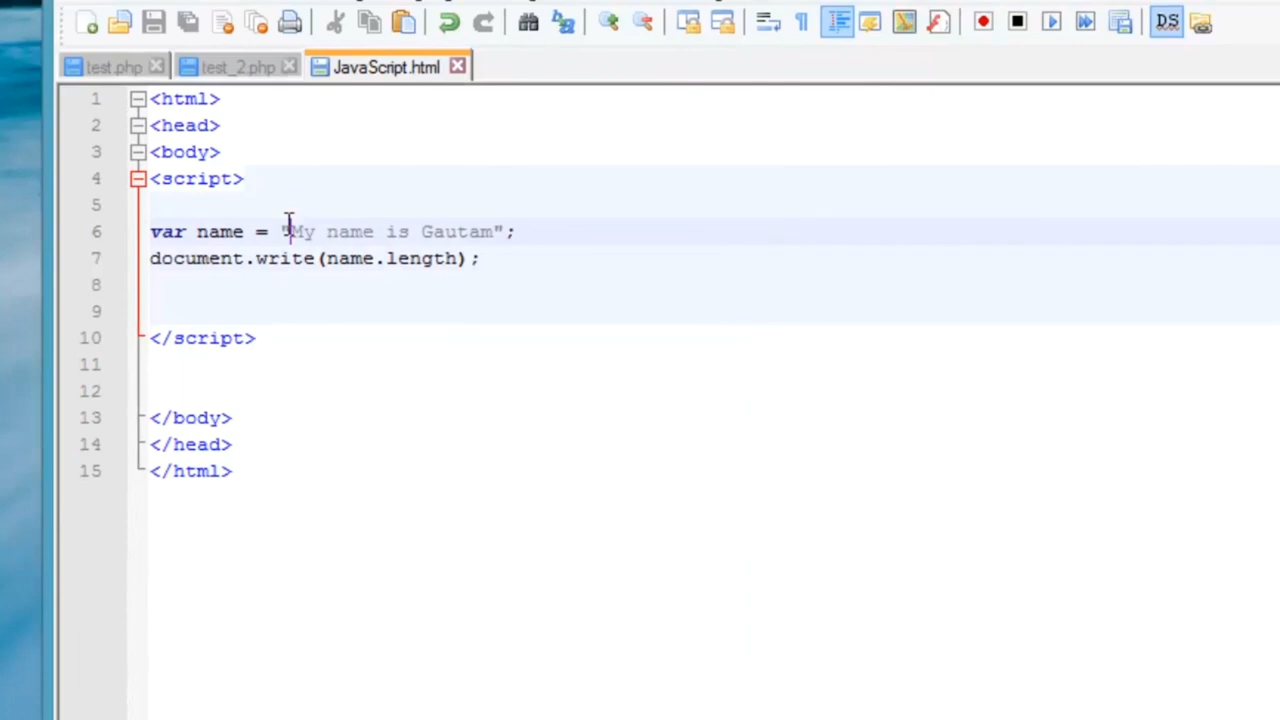 DS
test.php test_2.php JavaScript.html
1 <html>
2 <head>
3 <body>
4 <script>
5
6 var name = "My name is Gautam";
7 document.write(name.length);
8
9
10 </script>
11
12
13 </body>
14 </head>
15 </html>